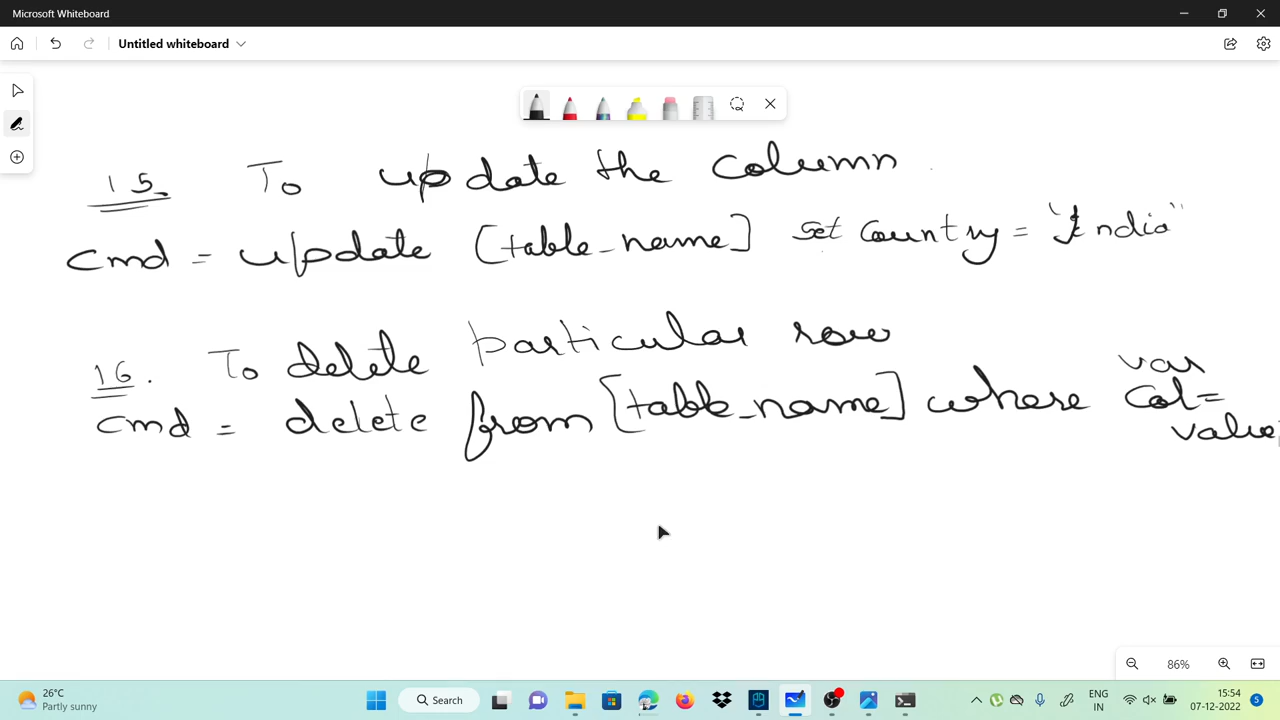 Microsoft Whiteboard
Untitled whiteboard
15. To update the column.
cmd = update [table_name] set country = "India"
16. To delete particular row
cmd = delete from [table_name] where var col= value;
86%
26°C
Partly sunny
Search
ENG
IN
15:54
07-12-2022
5